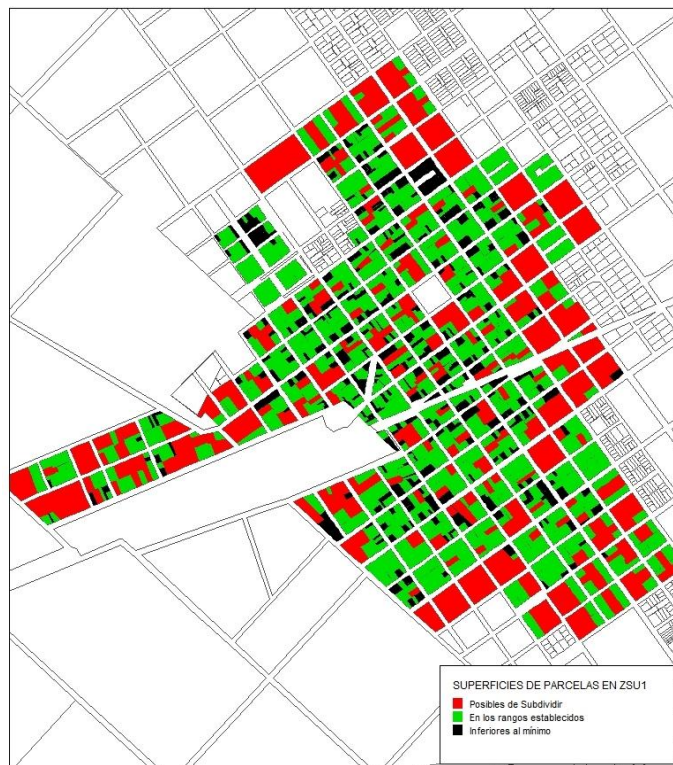 SUPERFICIES DE PARCELAS EN ZSU1
Posibles de Subdividir
En los rangos establecidos
Inferiores al mínimo